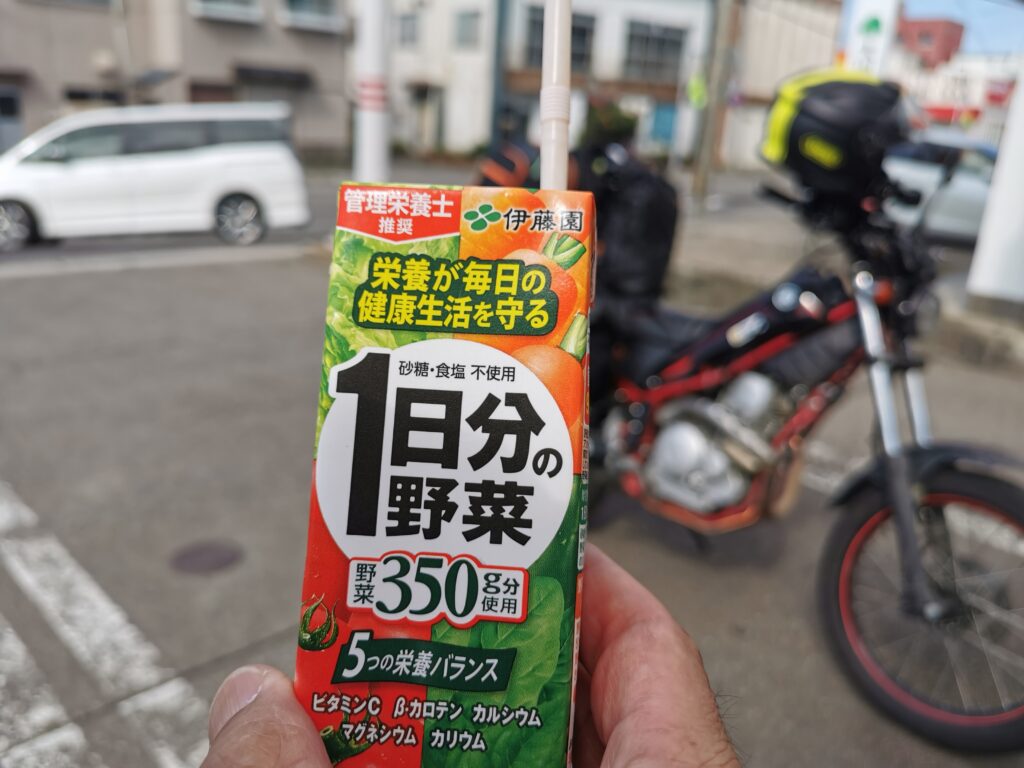 管理栄養士
推奨
伊藤園
栄養が毎日の
健康生活を守る
砂糖・食塩 不使用
1日分の
野菜
野菜350g分使用
5つの栄養バランス
ビタミンC β-カロテン カルシウム
マグネシウム カリウム